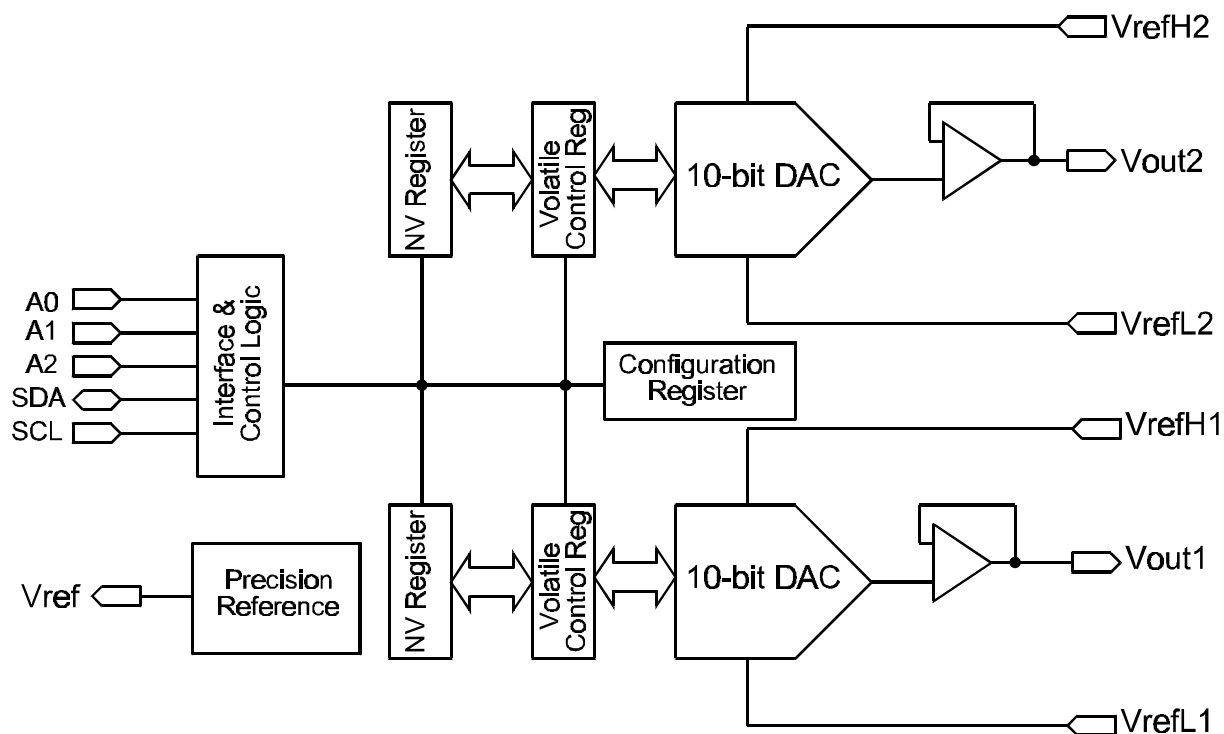 VrefH2
NV Register
Volatile
Control Reg
10-bit DAC
Vout2
VrefL2
A0
A1
A2
SDA
SCL
Interface &
Control Logic
Configuration
Register
VrefH1
NV Register
Volatile
Control Reg
10-bit DAC
Vout1
Vref
Precision
Reference
VrefL1